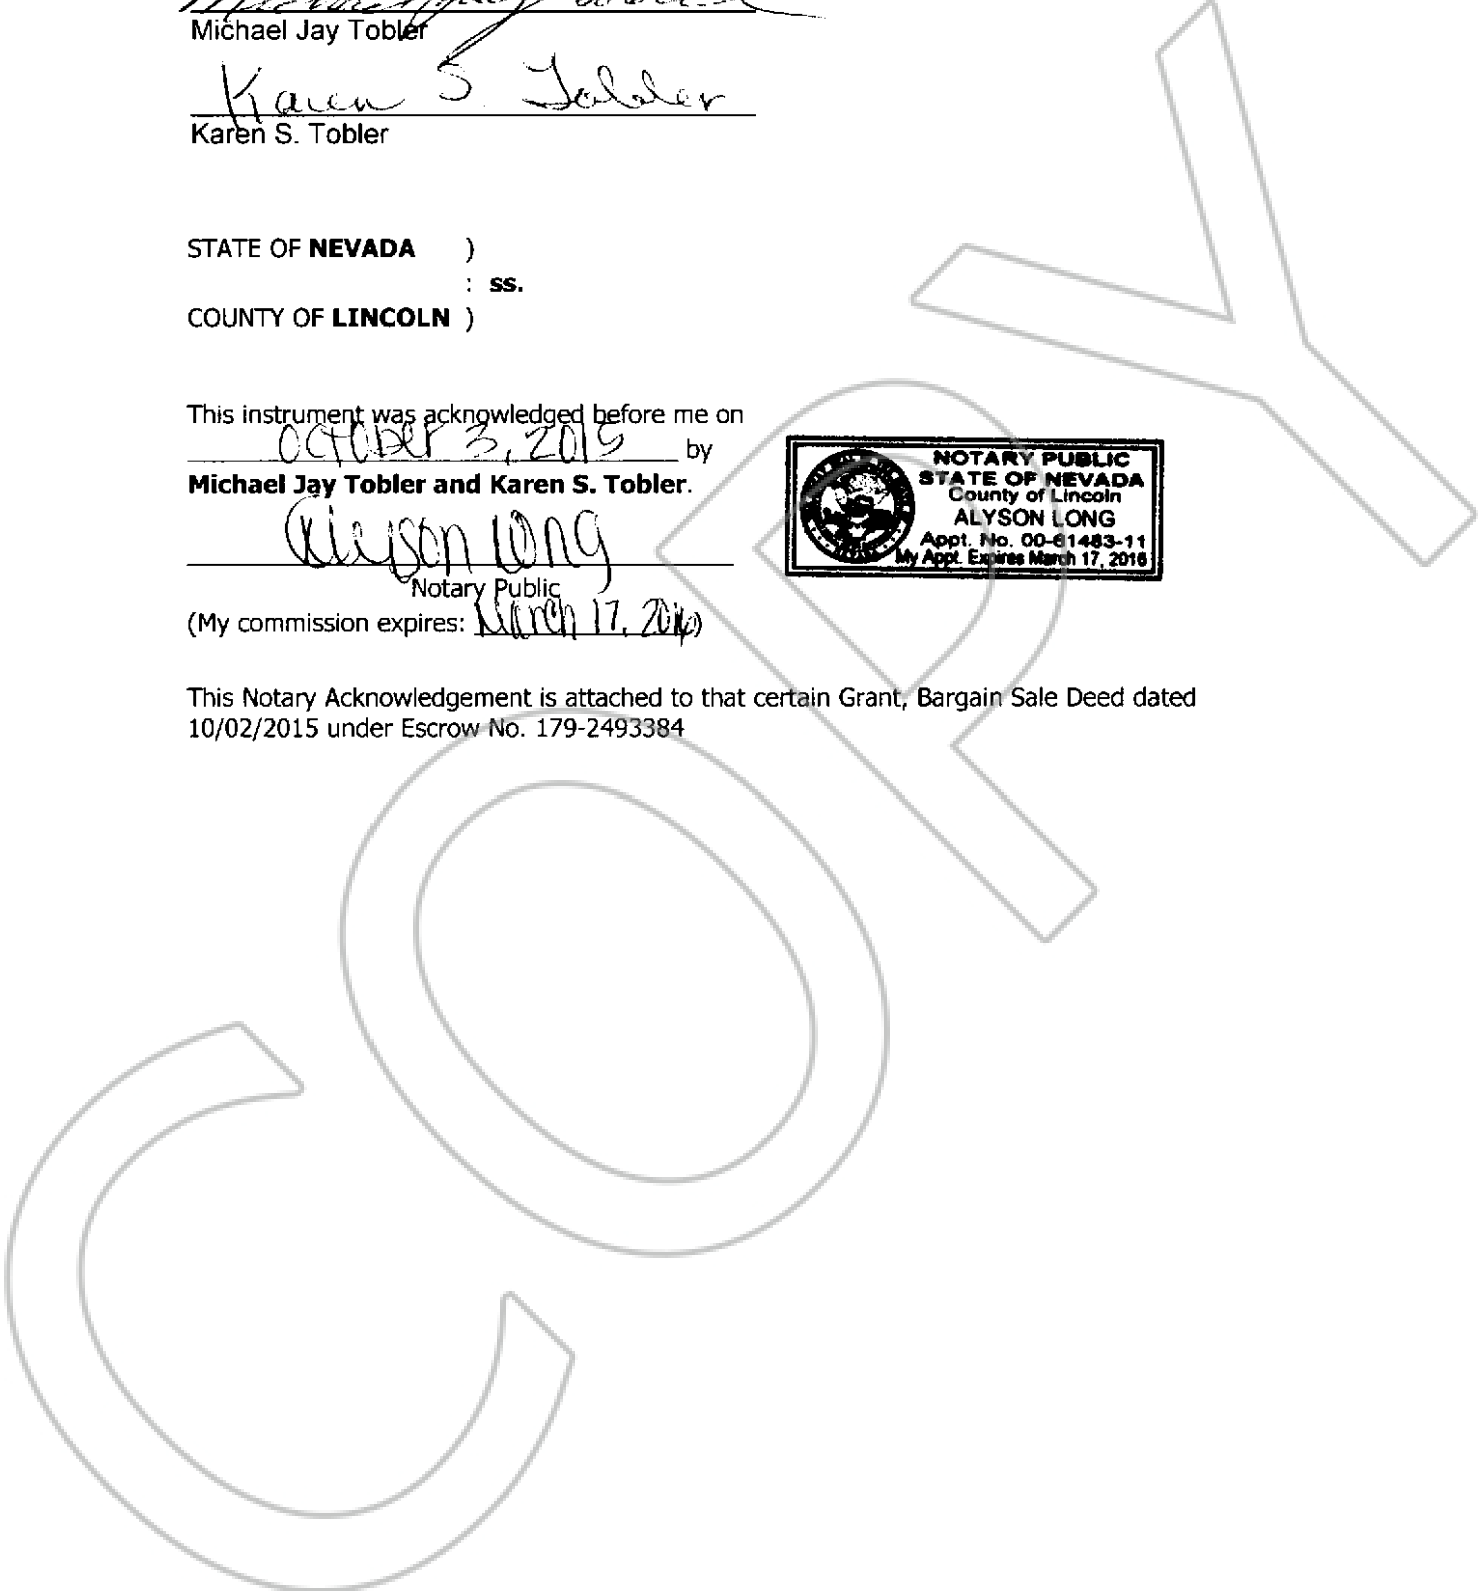 Michael Jay Tobler
Michael Jay Tobler
Karen S. Tobler
Karen S. Tobler
STATE OF NEVADA )
: ss.
COUNTY OF LINCOLN )
This instrument was acknowledged before me on
October 3, 2015 by
Michael Jay Tobler and Karen S. Tobler.
Alyson Long
Notary Public
(My commission expires: March 17, 2016)
NOTARY PUBLIC
STATE OF NEVADA
County of Lincoln
ALYSON LONG
Appt. No. 00-61483-11
My Appt. Expires March 17, 2016
This Notary Acknowledgement is attached to that certain Grant, Bargain Sale Deed dated
10/02/2015 under Escrow No. 179-2493384
COPY